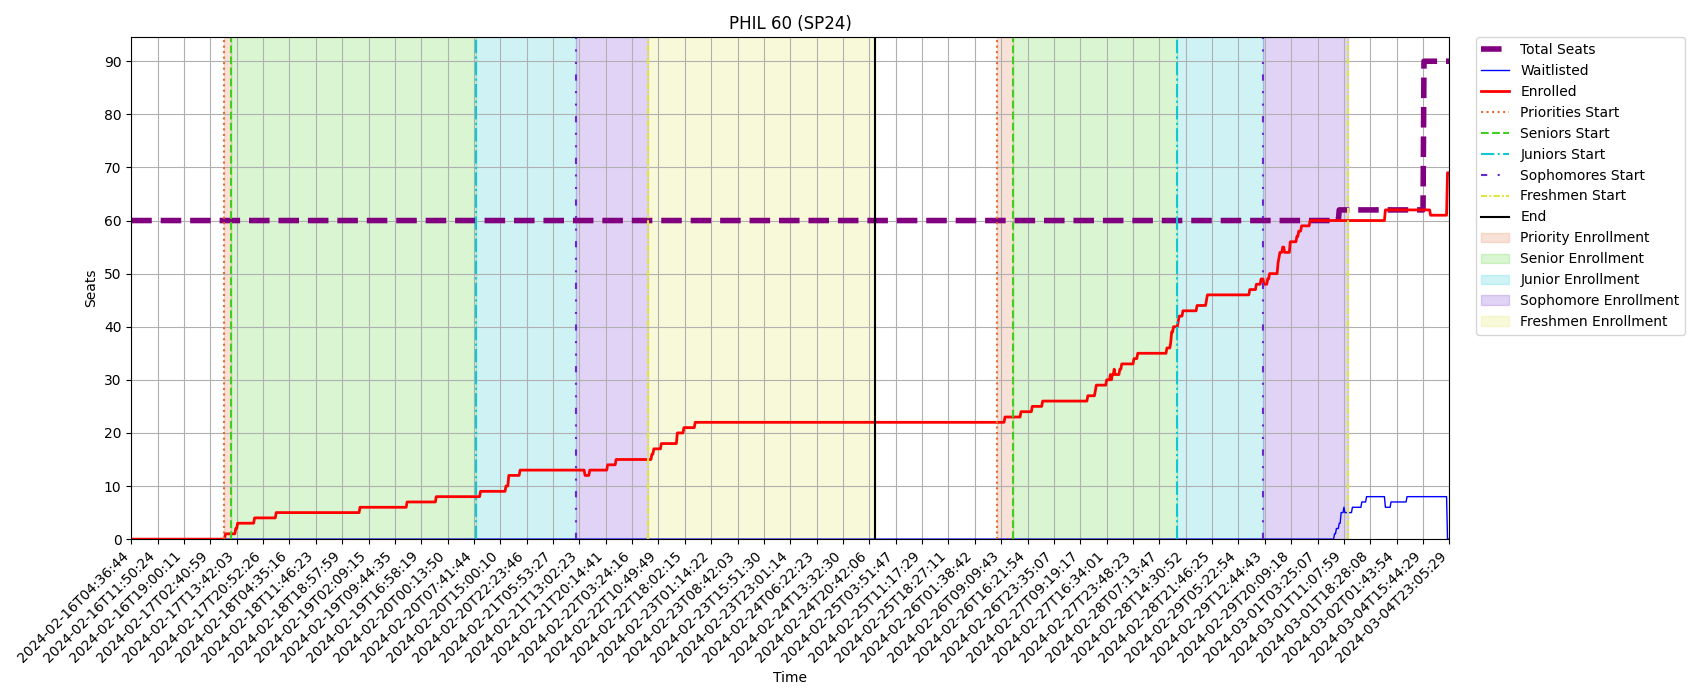 PHIL 60 (SP24)
Seats
90
80
70
60
50
40
30
20
10
0
2024-02-16T04:36:44
2024-02-16T11:50:24
2024-02-16T19:00:11
2024-02-17T02:40:59
2024-02-17T13:42:03
2024-02-17T20:52:26
2024-02-18T04:35:16
2024-02-18T11:46:23
2024-02-18T18:57:59
2024-02-19T02:09:15
2024-02-19T09:44:35
2024-02-19T16:58:19
2024-02-20T00:13:50
2024-02-20T07:41:44
2024-02-20T15:00:10
2024-02-20T22:23:46
2024-02-21T05:53:27
2024-02-21T13:02:23
2024-02-21T20:14:41
2024-02-22T03:24:16
2024-02-22T10:49:49
2024-02-22T18:02:15
2024-02-23T01:14:22
2024-02-23T08:42:03
2024-02-23T15:51:30
2024-02-23T23:01:14
2024-02-24T06:22:23
2024-02-24T13:32:30
2024-02-24T20:42:06
2024-02-25T03:51:47
2024-02-25T11:17:29
2024-02-25T18:27:11
2024-02-26T01:38:42
2024-02-26T09:09:43
2024-02-26T16:21:54
2024-02-26T23:35:07
2024-02-27T09:19:17
2024-02-27T16:34:01
2024-02-27T23:48:23
2024-02-28T07:13:47
2024-02-28T14:30:52
2024-02-28T21:46:25
2024-02-29T05:22:54
2024-02-29T12:44:43
2024-02-29T20:09:18
2024-03-01T03:25:07
2024-03-01T11:07:59
2024-03-01T18:28:08
2024-03-02T01:43:54
2024-03-04T15:44:29
2024-03-04T23:05:29
Time
Total Seats
Waitlisted
Enrolled
Priorities Start
Seniors Start
Juniors Start
Sophomores Start
Freshmen Start
End
Priority Enrollment
Senior Enrollment
Junior Enrollment
Sophomore Enrollment
Freshmen Enrollment